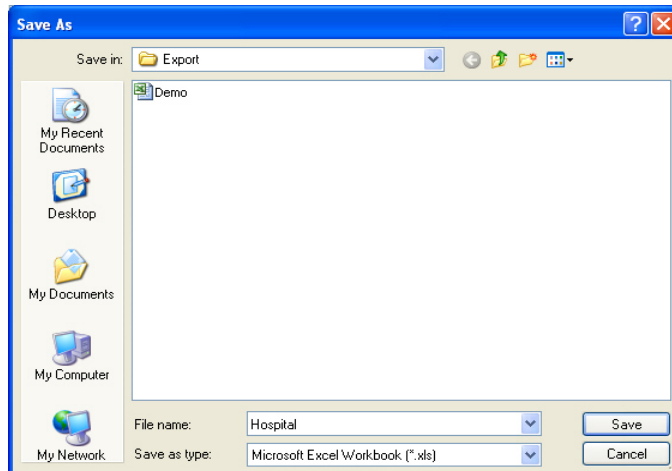 Save As
Save in: Export
Demo
My Recent
Documents
Desktop
My Documents
My Computer
My Network
File name: Hospital Save
Save as type: Microsoft Excel Workbook (*.xls) Cancel